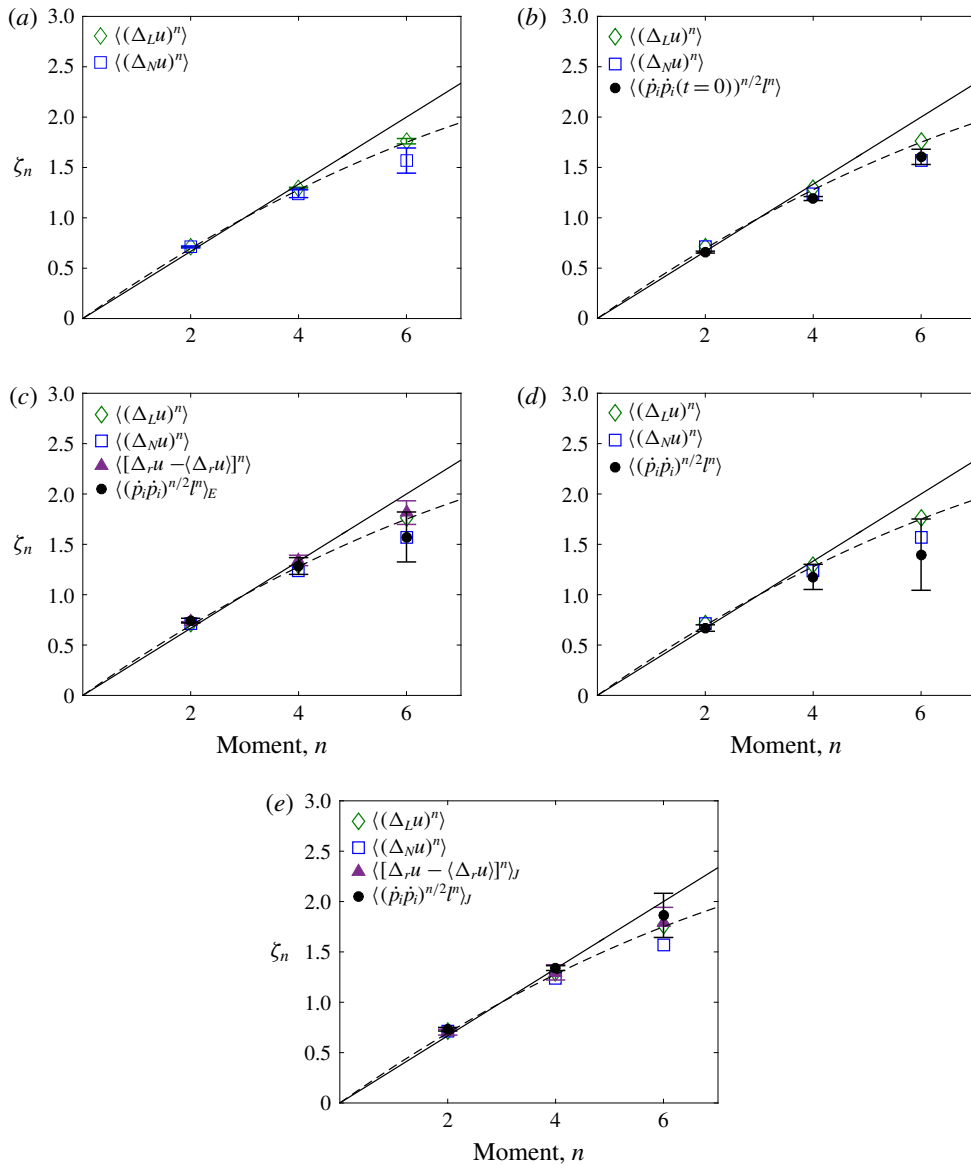 (a)
3.0
2.5
2.0
1.5
1.0
0.5
0
ζn
2 4 6
⟨(ΔLu)^n⟩
⟨(ΔNu)^n⟩
(b)
3.0
2.5
2.0
1.5
1.0
0.5
0
2 4 6
⟨(ΔLu)^n⟩
⟨(ΔNu)^n⟩
⟨(ṗiṗi(t = 0))^n/2 l^n⟩
(c)
3.0
2.5
2.0
1.5
1.0
0.5
0
ζn
2 4 6
Moment, n
⟨(ΔLu)^n⟩
⟨(ΔNu)^n⟩
⟨[Δru − ⟨Δru⟩]^n⟩
⟨(ṗiṗi)^n/2 l^n⟩E
(d)
3.0
2.5
2.0
1.5
1.0
0.5
0
2 4 6
Moment, n
⟨(ΔLu)^n⟩
⟨(ΔNu)^n⟩
⟨(ṗiṗi)^n/2 l^n⟩
(e)
3.0
2.5
2.0
1.5
1.0
0.5
0
ζn
2 4 6
Moment, n
⟨(ΔLu)^n⟩
⟨(ΔNu)^n⟩
⟨[Δru − ⟨Δru⟩]^n⟩J
⟨(ṗiṗi)^n/2 l^n⟩J